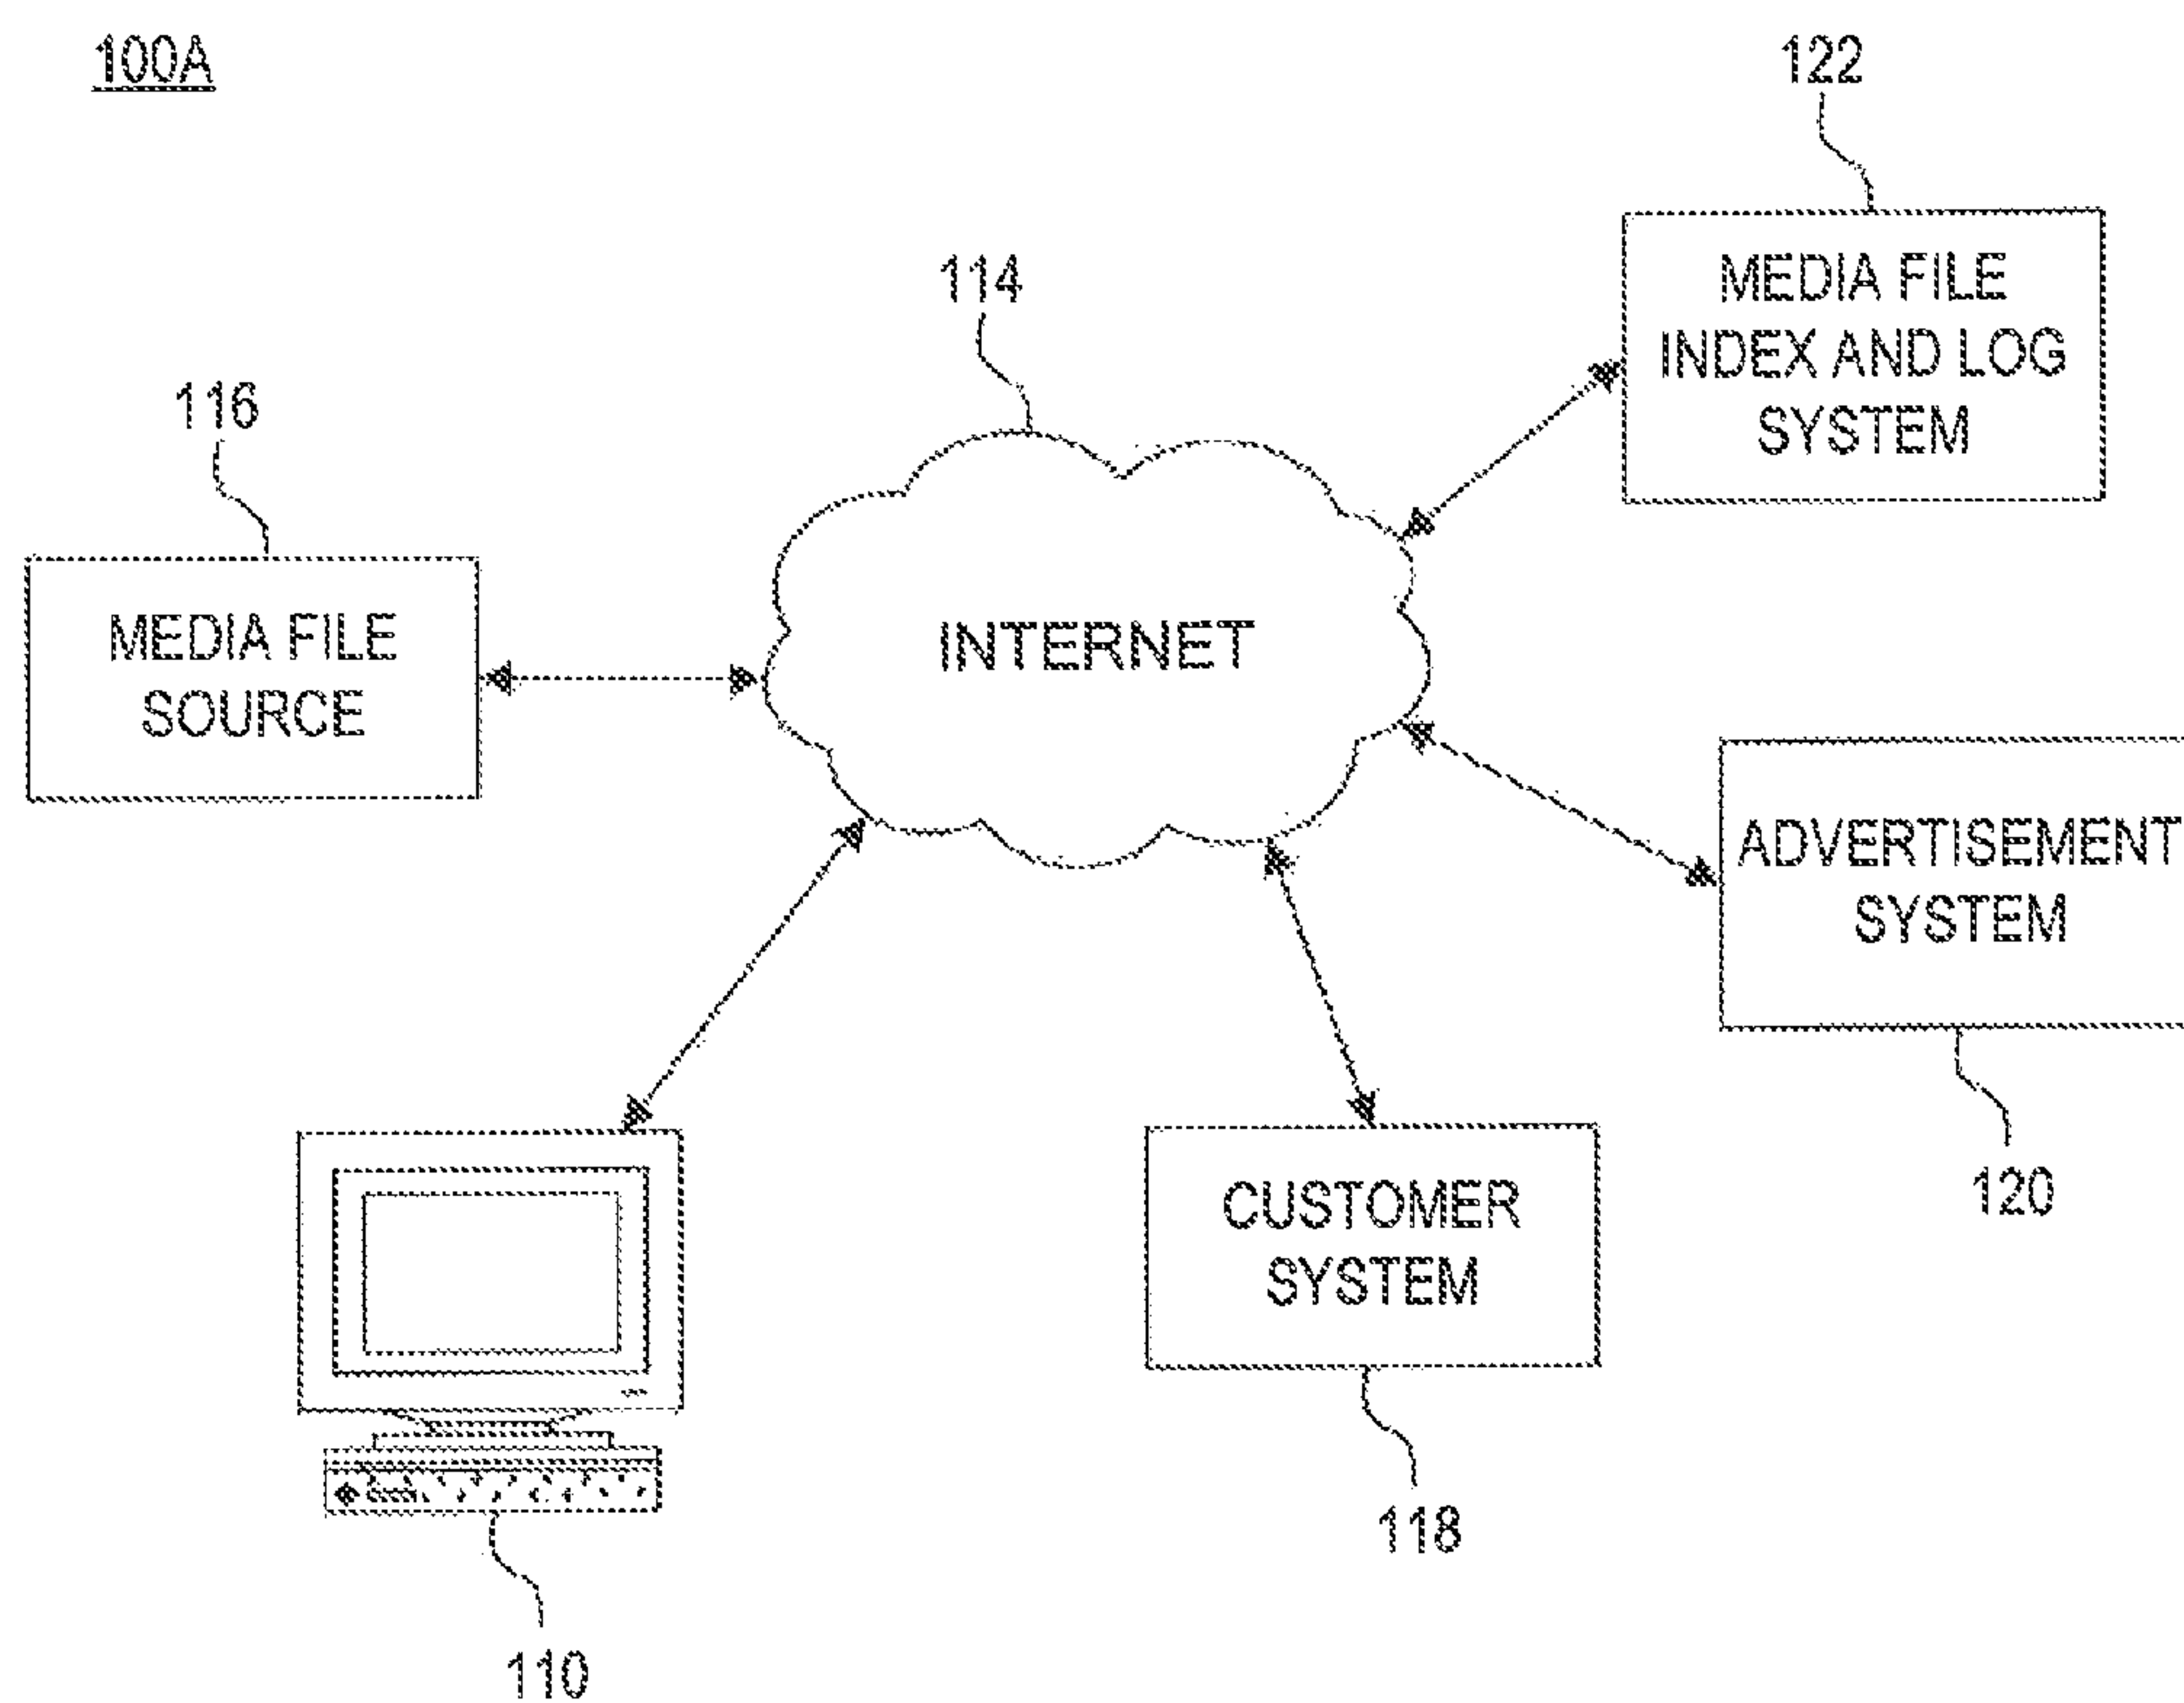 100A
122
MEDIA FILE
INDEX AND LOG
SYSTEM
114
116
MEDIA FILE
SOURCE
INTERNET
ADVERTISEMENT
SYSTEM
120
CUSTOMER
SYSTEM
118
110